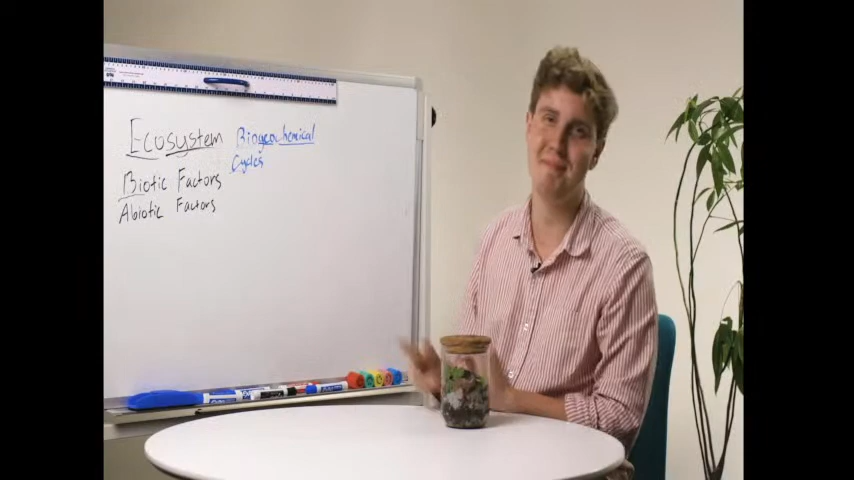 Ecosystem Biogeochemical
Cycles
Biotic Factors
Abiotic Factors